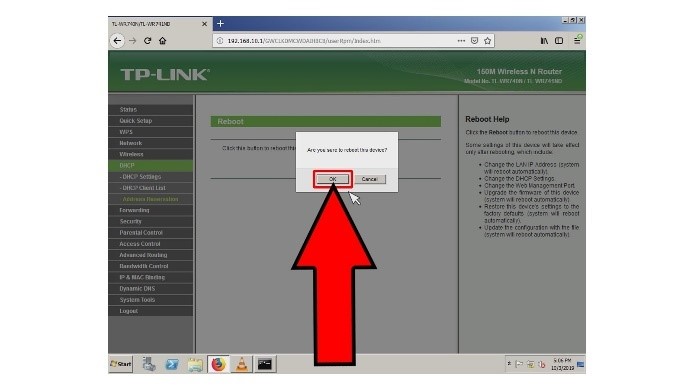 TL-WR740N/TL-WR741ND
192.168.10.1
/userRpm/Index.htm
TP-LINK
150M Wireless N Router
Model No. TL-WR740N / TL-WR740ND
Status
Quick Setup
WPS
Network
Wireless
DHCP
- DHCP Settings
- DHCP Client List
- Address Reservation
Forwarding
Security
Parental Control
Access Control
Advanced Routing
Bandwidth Control
IP & MAC Binding
Dynamic DNS
System Tools
Logout
Reboot
Click this button to reboot this
Are you sure to reboot this device?
OK
Cancel
Reboot Help
Click the Reboot button to reboot this device.
Some settings of this device will take effect
only after rebooting, which include:
• Change the LAN IP Address (system
will reboot automatically).
• Change the DHCP Settings.
• Change the Web Management Port.
• Upgrade the firmware of this device
(system will reboot automatically).
• Restore this device's settings to the
factory defaults (system will reboot
automatically).
• Update the configuration with the file
(system will reboot automatically).
Start
5:06 PM
10/3/2019